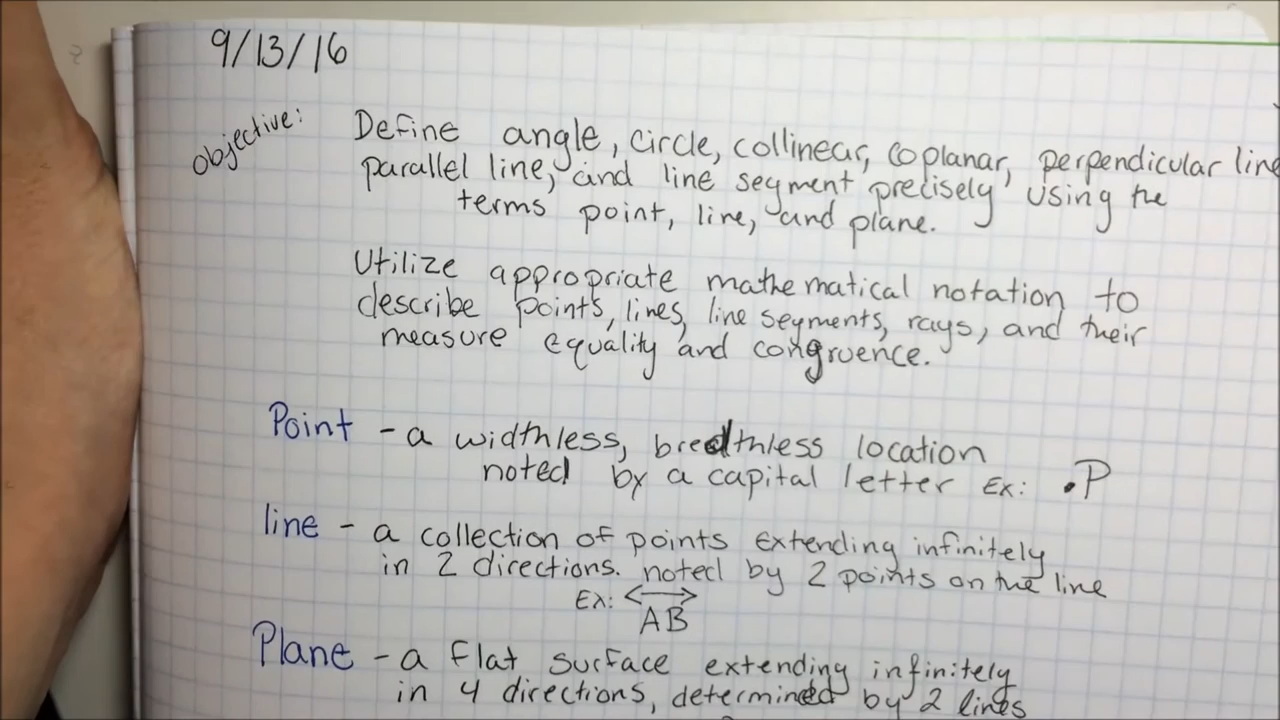 9/13/16
Objective: Define angle, circle, collinear, coplanar, perpendicular line
parallel line, and line segment precisely using the
terms point, line, and plane.
Utilize appropriate mathematical notation to
describe points, lines, line segments, rays, and their
measure equality and congruence.
Point - a widthless, bredthless location
noted by a capital letter Ex: .P
line - a collection of points extending infinitely
in 2 directions. noted by 2 points on the line
Ex: ↔
AB
Plane - a flat surface extending infinitely
in 4 directions, determined by 2 lines